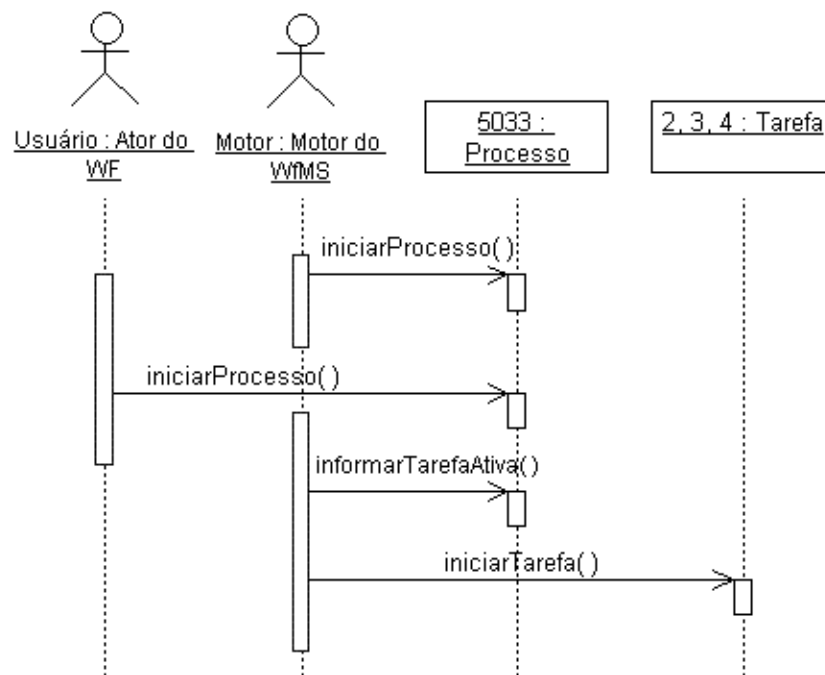 Usuário : Ator do
WF
Motor : Motor do
WfMS
5033 :
Processo
2, 3, 4 : Tarefa
iniciarProcesso( )
iniciarProcesso( )
informarTarefaAtiva( )
iniciarTarefa( )